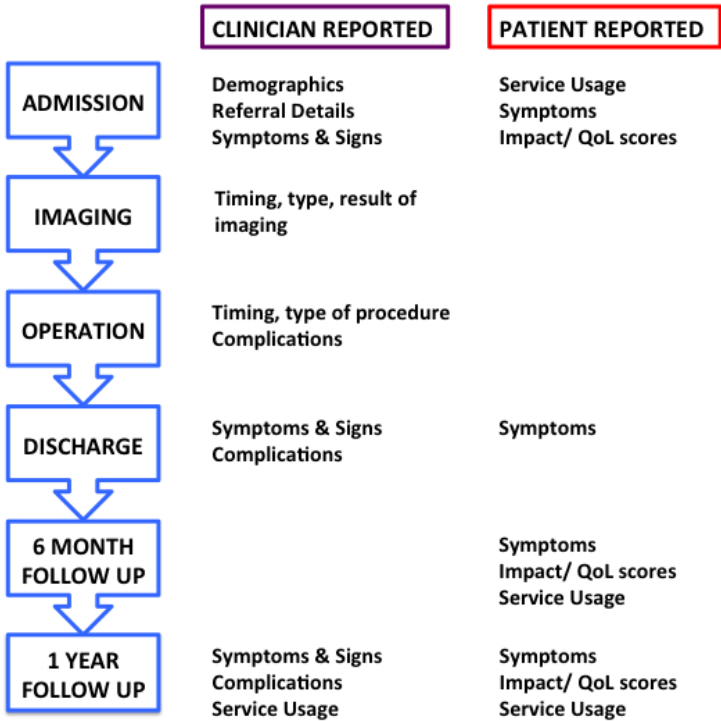 CLINICIAN REPORTED
PATIENT REPORTED
ADMISSION
Demographics
Referral Details
Symptoms & Signs
Service Usage
Symptoms
Impact/ QoL scores
IMAGING
Timing, type, result of
imaging
OPERATION
Timing, type of procedure
Complications
DISCHARGE
Symptoms & Signs
Complications
Symptoms
6 MONTH
FOLLOW UP
Symptoms
Impact/ QoL scores
Service Usage
1 YEAR
FOLLOW UP
Symptoms & Signs
Complications
Service Usage
Symptoms
Impact/ QoL scores
Service Usage